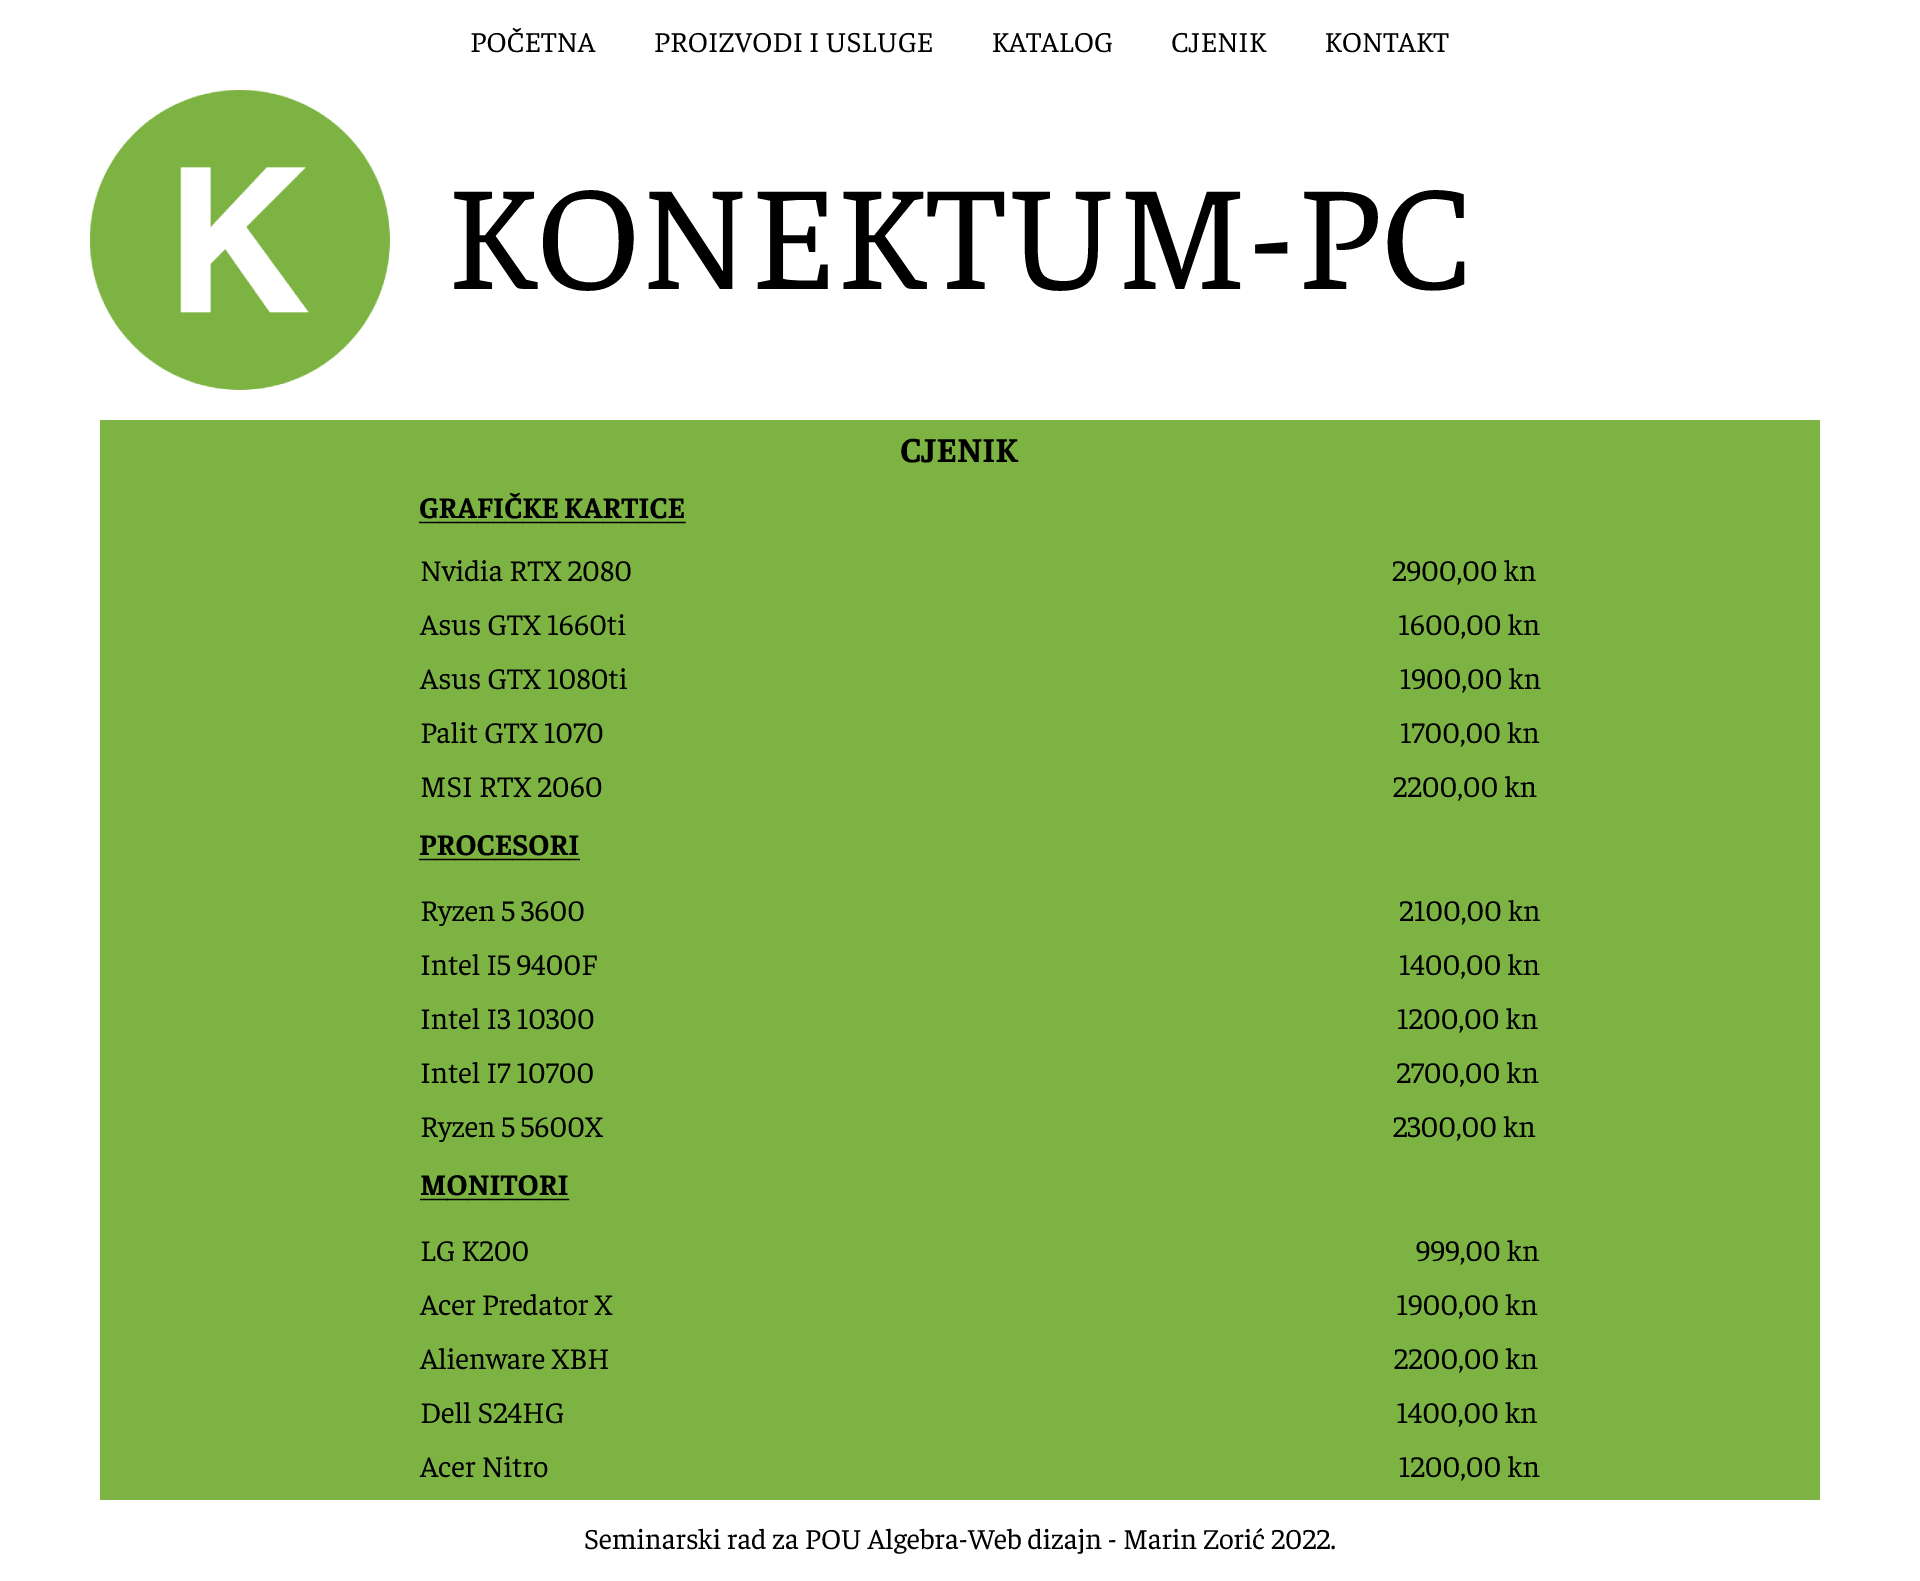 POČETNA PROIZVODI I USLUGE KATALOG CJENIK KONTAKT
K
KONEKTUM-PC
CJENIK
GRAFIČKE KARTICE
Nvidia RTX 2080 2900,00 kn
Asus GTX 1660ti 1600,00 kn
Asus GTX 1080ti 1900,00 kn
Palit GTX 1070 1700,00 kn
MSI RTX 2060 2200,00 kn
PROCESORI
Ryzen 5 3600 2100,00 kn
Intel I5 9400F 1400,00 kn
Intel I3 10300 1200,00 kn
Intel I7 10700 2700,00 kn
Ryzen 5 5600X 2300,00 kn
MONITORI
LG K200 999,00 kn
Acer Predator X 1900,00 kn
Alienware XBH 2200,00 kn
Dell S24HG 1400,00 kn
Acer Nitro 1200,00 kn
Seminarski rad za POU Algebra-Web dizajn - Marin Zorić 2022.